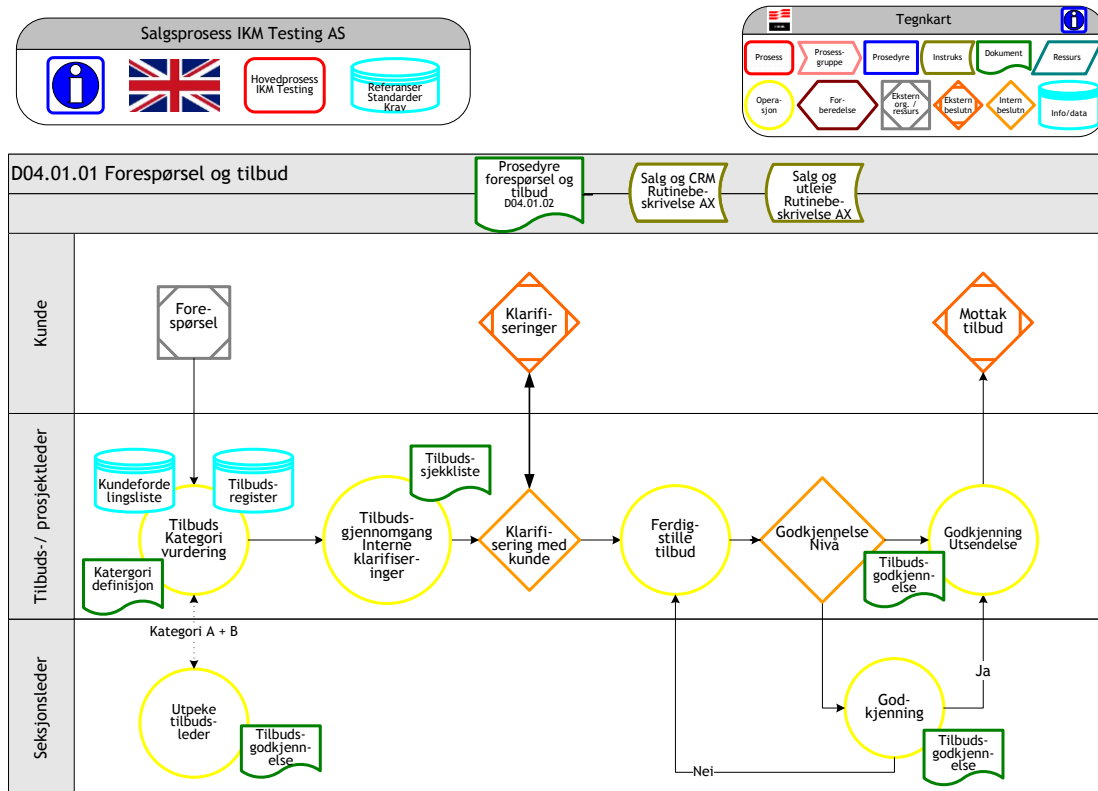 Salgsprosess IKM Testing AS
Hovedprosess
IKM Testing
Referanser
Standarder
Krav
Tegnkart
Prosess
Prosess-
gruppe
Prosedyre
Instruks
Dokument
Ressurs
Opera-
sjon
For-
beredelse
Ekstern
org. /
ressurs
Ekstern
beslutn
Intern
beslutn.
Info/data
D04.01.01 Forespørsel og tilbud
Prosedyre
forespørsel og
tilbud
D04.01.02
Salg og CRM
Rutinebe-
skrivelse AX
Salg og
utleie
Rutinebe-
skrivelse AX
Kunde
Fore-
spørsel
Klarifi-
seringer
Mottak
tilbud
Tilbuds-/ prosjektleder
Kundeforde
lingsliste
Tilbuds-
register
Tilbuds
Kategori
vurdering
Katergori
definisjon
Tilbuds-
gjennomgang
Interne
klarifiser-
inger
Tilbuds-
sjekkliste
Klarifi-
sering med
kunde
Ferdig-
stille
tilbud
Godkjennelse
Nivå
Godkjenning
Utsendelse
Tilbuds-
godkjenn-
else
Seksjonsleder
Kategori A + B
Utpeke
tilbuds-
leder
Tilbuds-
godkjenn-
else
God-
kjenning
Ja
Nei
Tilbuds-
godkjenn-
else